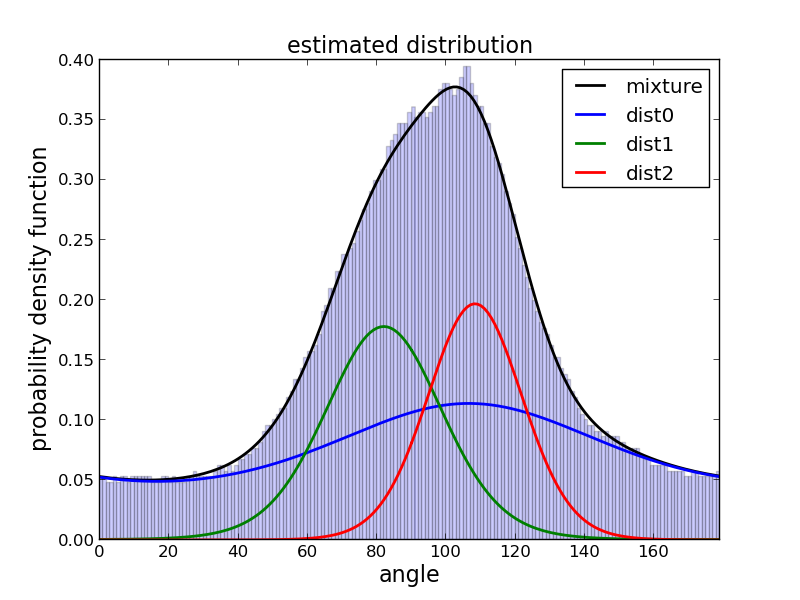 estimated distribution
mixture
dist0
dist1
dist2
probability density function
0.40
0.35
0.30
0.25
0.20
0.15
0.10
0.05
0.00
0 20 40 60 80 100 120 140 160
angle